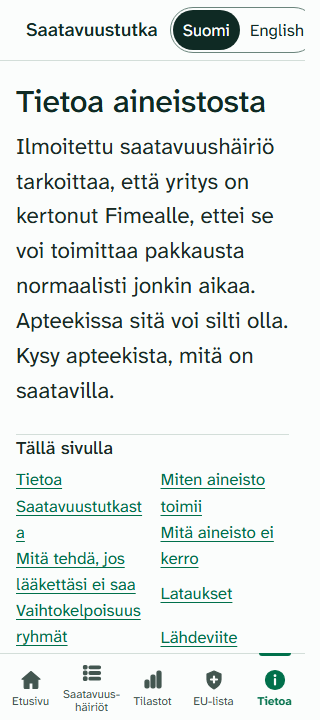 Saatavuustutka
Suomi
English
Tietoa aineistosta
Ilmoitettu saatavuushäiriö
tarkoittaa, että yritys on
kertonut Fimealle, ettei se
voi toimittaa pakkausta
normaalisti jonkin aikaa.
Apteekissa sitä voi silti olla.
Kysy apteekista, mitä on
saatavilla.
Tällä sivulla
Tietoa
Saatavuustutkast
a
Mitä tehdä, jos
lääkettäsi ei saa
Vaihtokelpoisuus
ryhmät
Miten aineisto
toimii
Mitä aineisto ei
kerro
Lataukset
Lähdeviite
Etusivu
Saatavuus-
häiriöt
Tilastot
EU-lista
Tietoa